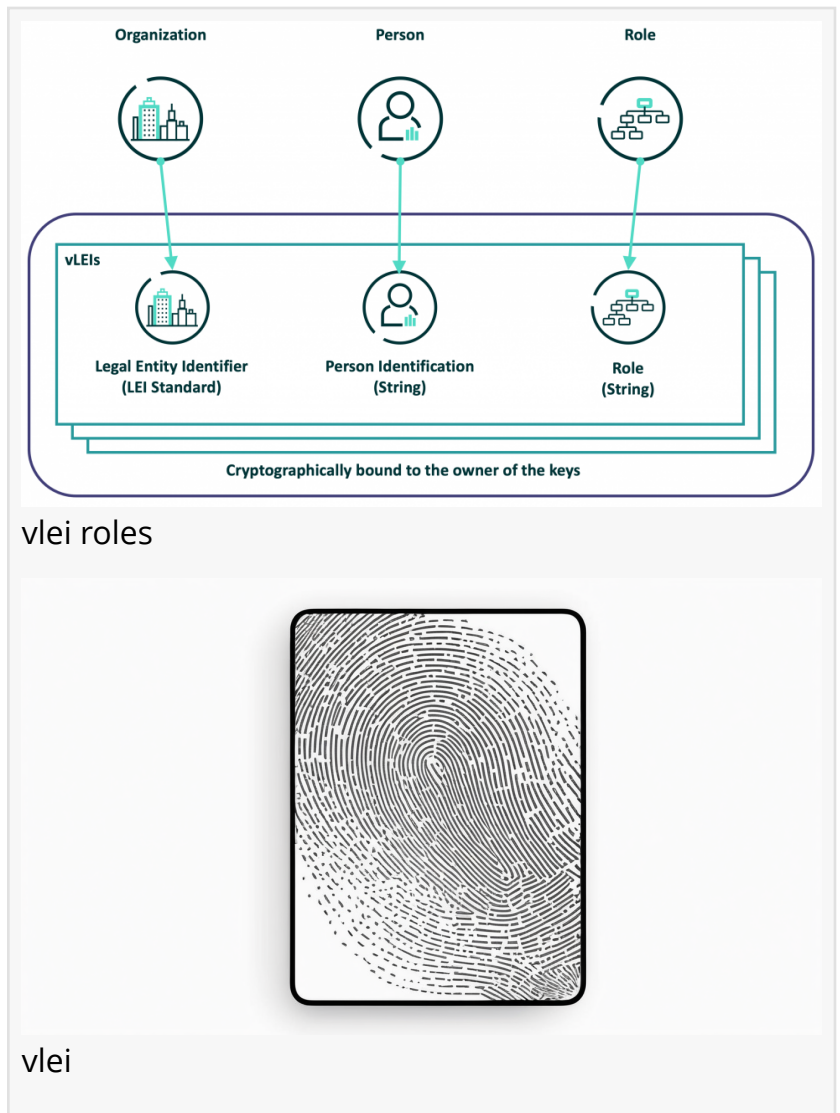 Organization
Person
Role
vLEIs
Legal Entity Identifier
(LEI Standard)
Person Identification
(String)
Role
(String)
Cryptographically bound to the owner of the keys
vlei roles
vlei